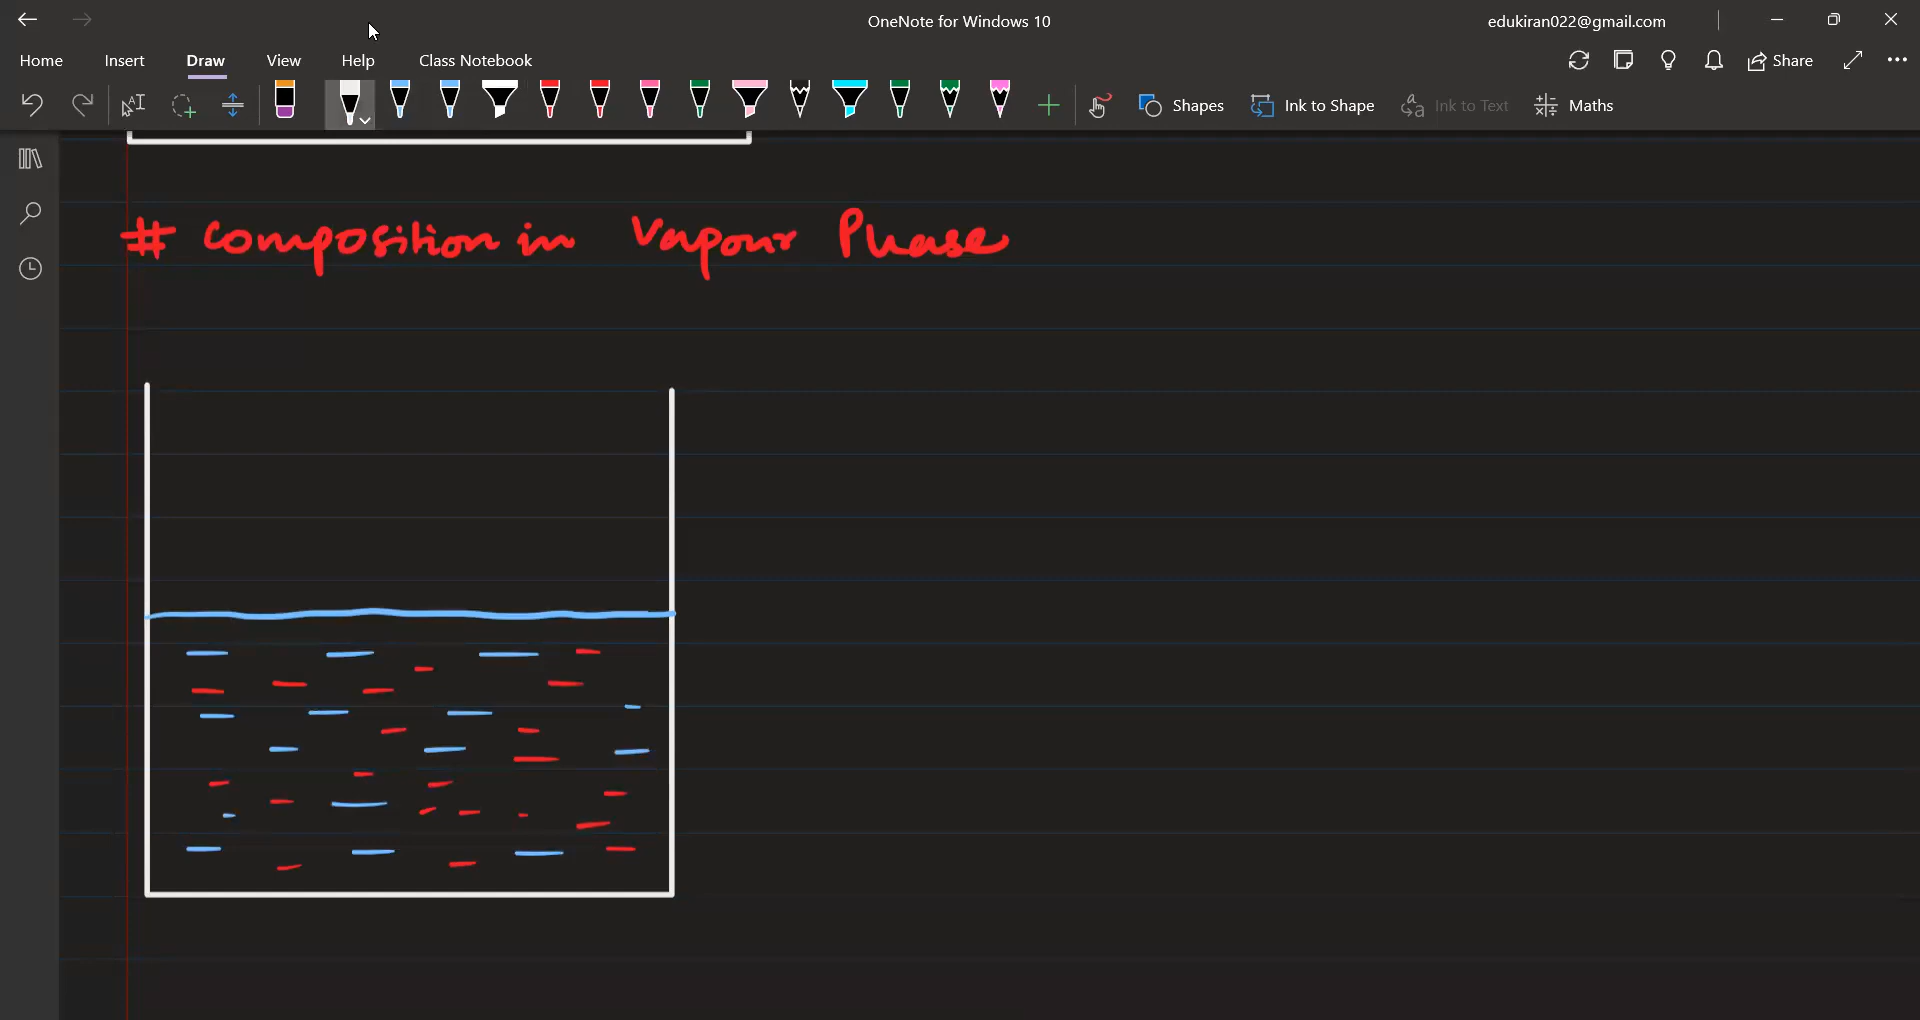 OneNote for Windows 10
edukiran022@gmail.com
Home Insert Draw View Help Class Notebook
Share
Shapes Ink to Shape Ink to Text Maths
# Composition in Vapour Phase